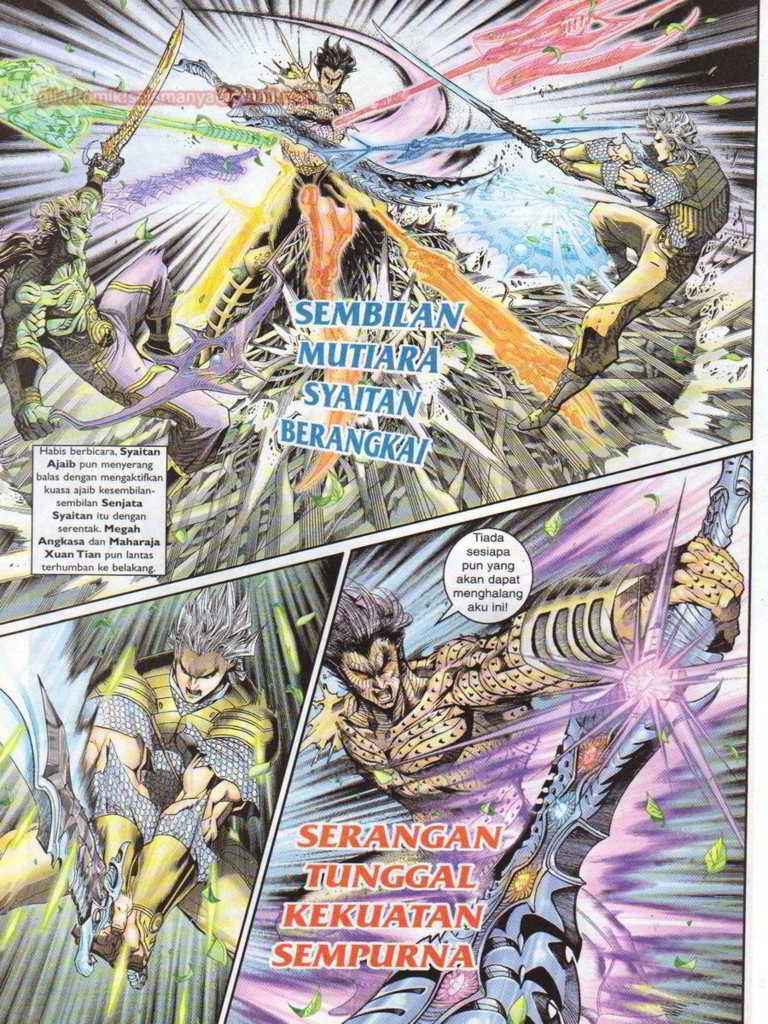 SEMBILAN
MUTIARA
SYAITAN
BERANGKAI
Habis berbicara, Syaitan
Ajaib pun menyerang
balas dengan mengaktifkan
kuasa ajaib kesembilan-
sembilan Senjata
Syaitan itu dengan
serentak. Megah
Angkasa dan Maharaja
Xuan Tian pun lantas
terhumban ke belakang.
Tiada
sesiapa
pun yang
akan dapat
menghalang
aku ini!
SERANGAN
TUNGGAL
KEKUATAN
SEMPURNA